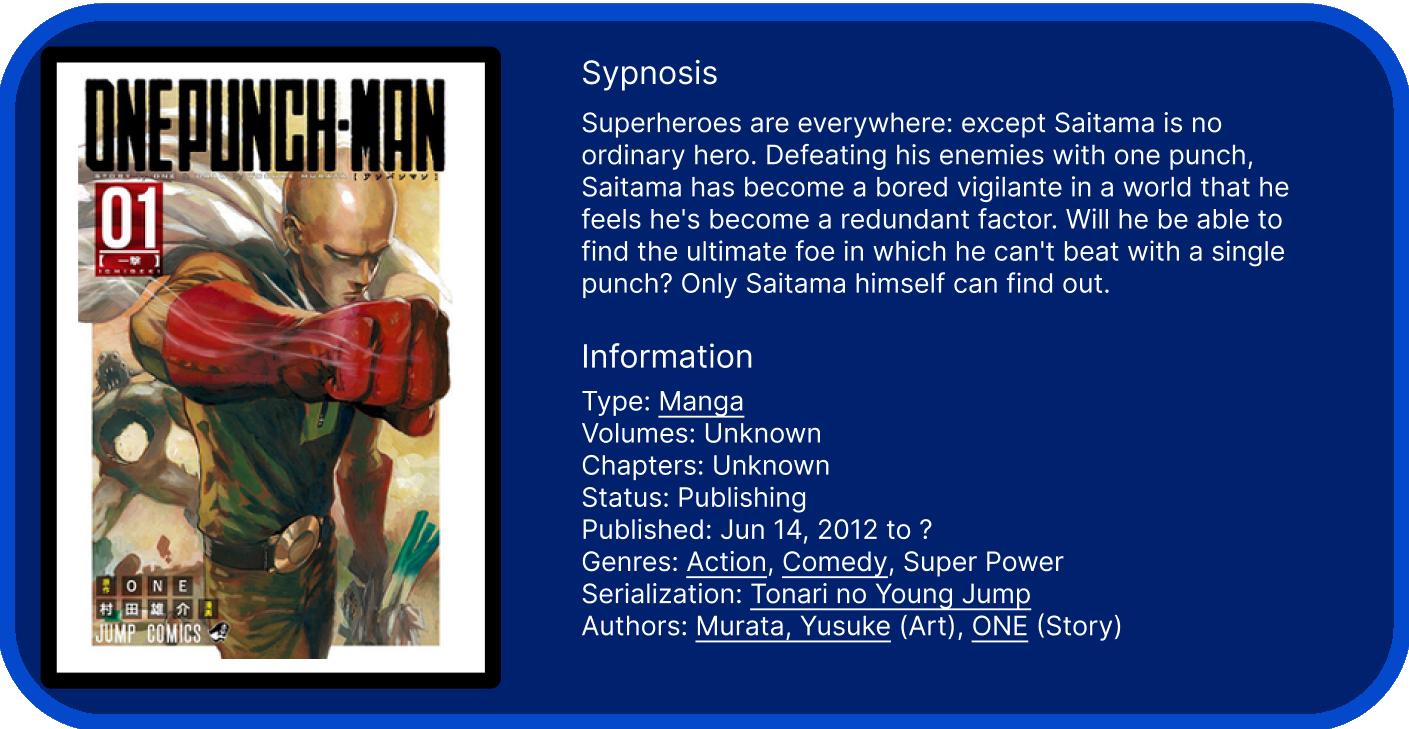 ONEPUNCH-MAN
01
【一撃】
ICHIGEKI
原作 ONE
村田雄介 漫画
JUMP COMICS
Sypnosis
Superheroes are everywhere: except Saitama is no
ordinary hero. Defeating his enemies with one punch,
Saitama has become a bored vigilante in a world that he
feels he's become a redundant factor. Will he be able to
find the ultimate foe in which he can't beat with a single
punch? Only Saitama himself can find out.
Information
Type: Manga
Volumes: Unknown
Chapters: Unknown
Status: Publishing
Published: Jun 14, 2012 to ?
Genres: Action, Comedy, Super Power
Serialization: Tonari no Young Jump
Authors: Murata, Yusuke (Art), ONE (Story)